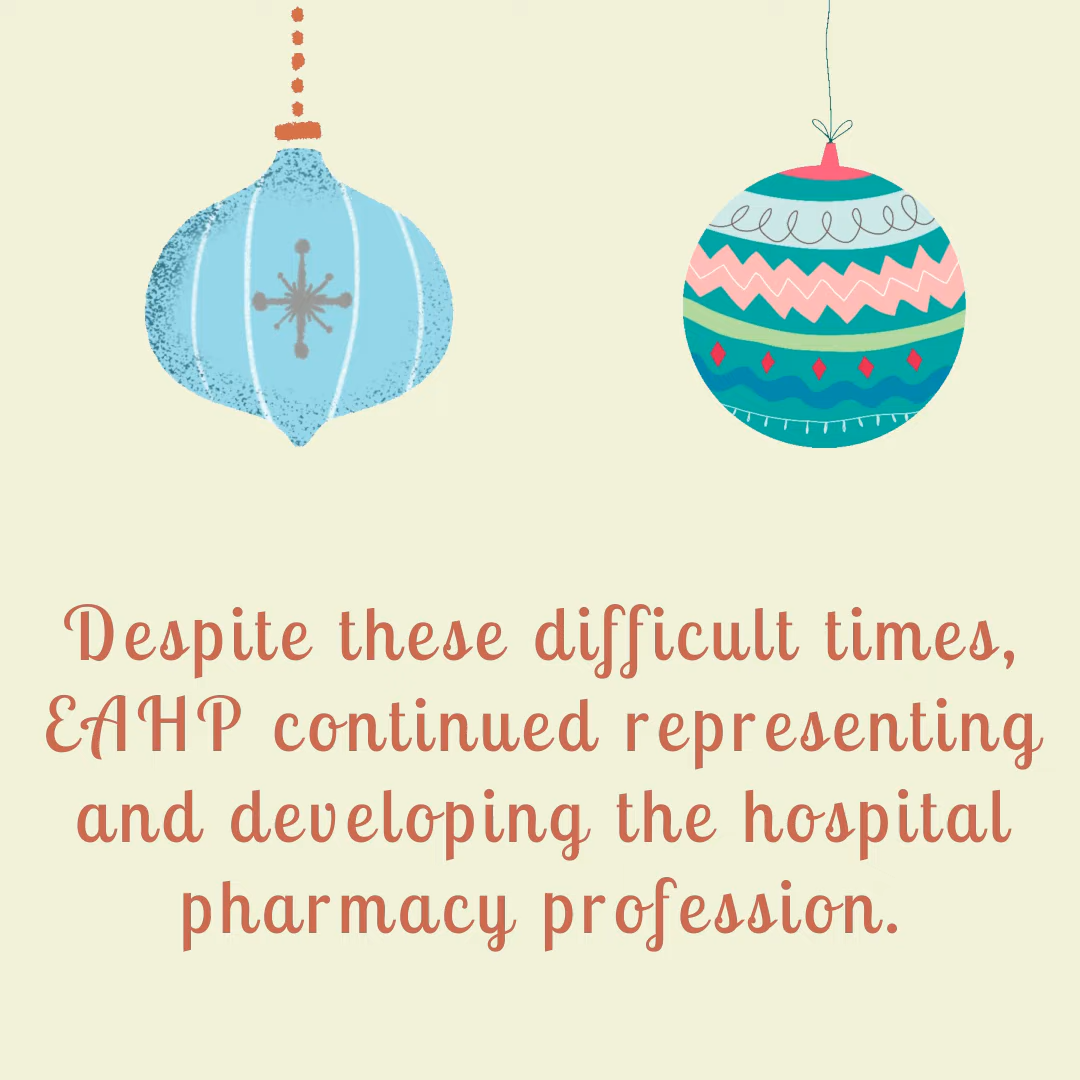 Despite these difficult times,
EAHP continued representing
and developing the hospital
pharmacy profession.